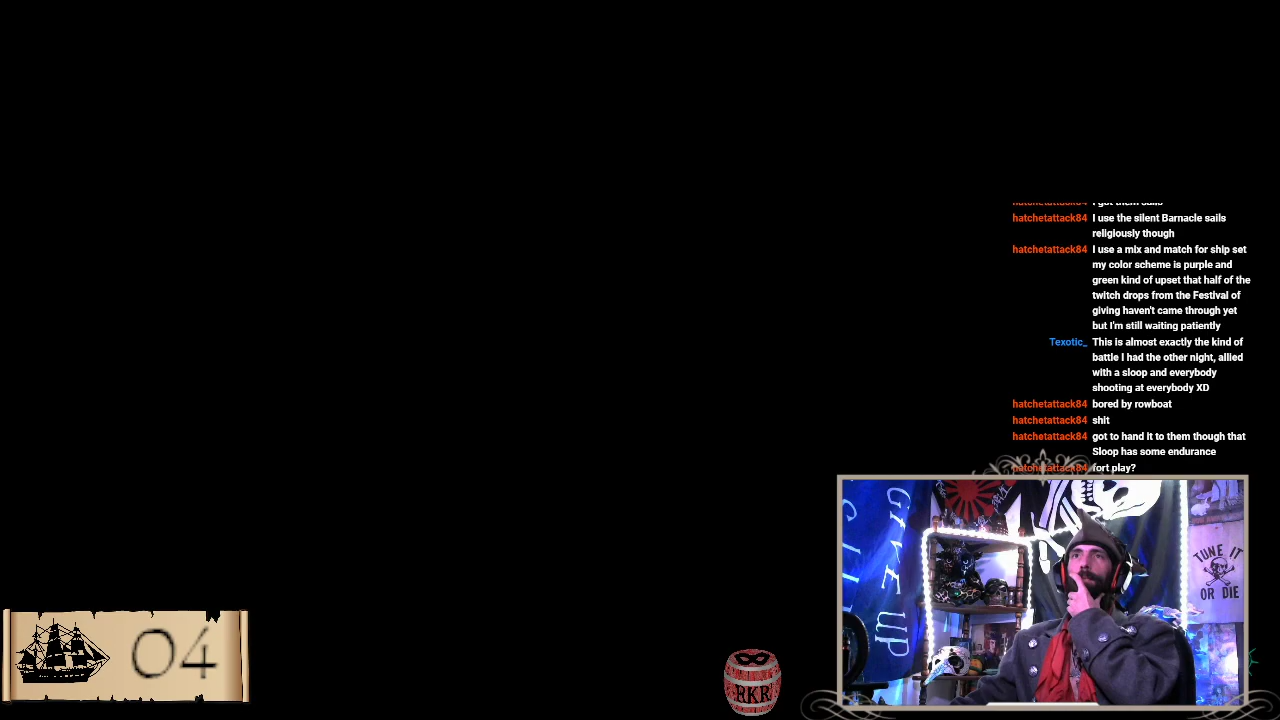 hatchetattack84 I got them sails
hatchetattack84 I use the silent Barnacle sails
religiously though
hatchetattack84 I use a mix and match for ship set
my color scheme is purple and
green kind of upset that half of the
twitch drops from the Festival of
giving haven't came through yet
but I'm still waiting patiently
Texotic_ This is almost exactly the kind of
battle I had the other night, allied
with a sloop and everybody
shooting at everybody XD
hatchetattack84 bored by rowboat
hatchetattack84 shit
hatchetattack84 got to hand it to them though that
Sloop has some endurance
hatchetattack84 fort play?
GIVE UP
TUNE IT
OR DIE
04
RKR